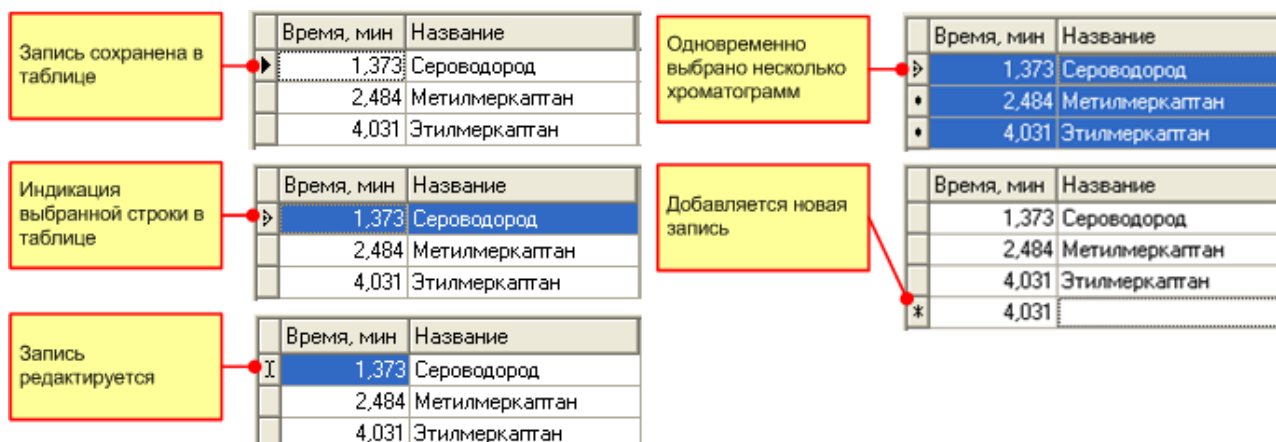 Запись сохранена в
таблице
Время, мин Название
1,373 Сероводород
2,484 Метилмеркаптан
4,031 Этилмеркаптан
Индикация
выбранной строки в
таблице
Время, мин Название
1,373 Сероводород
2,484 Метилмеркаптан
4,031 Этилмеркаптан
Запись
редактируется
Время, мин Название
1,373 Сероводород
2,484 Метилмеркаптан
4,031 Этилмеркаптан
Одновременно
выбрано несколько
хроматограмм
Время, мин Название
1,373 Сероводород
2,484 Метилмеркаптан
4,031 Этилмеркаптан
Добавляется новая
запись
Время, мин Название
1,373 Сероводород
2,484 Метилмеркаптан
4,031 Этилмеркаптан
* 4,031